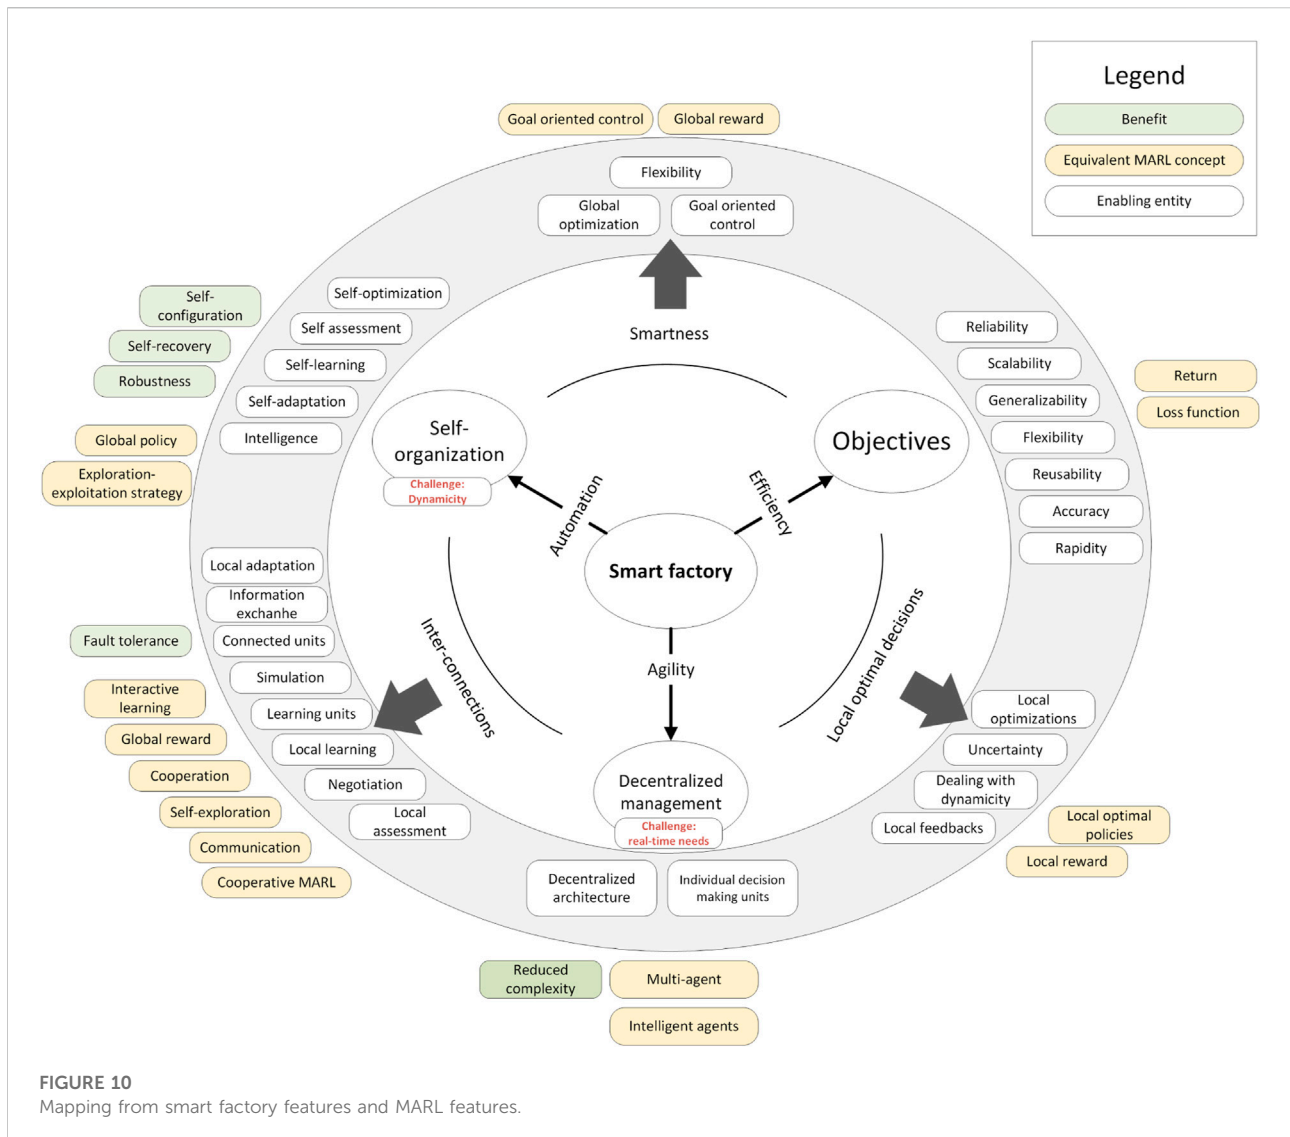 Legend
Benefit
Equivalent MARL concept
Enabling entity
Goal oriented control
Global reward
Flexibility
Global
optimization
Goal oriented
control
Smartness
Self-
configuration
Self-recovery
Robustness
Global policy
Exploration-
exploitation strategy
Self-optimization
Self assessment
Self-learning
Self-adaptation
Intelligence
Self-
organization
Challenge:
Dynamicity
Objectives
Reliability
Scalability
Generalizability
Flexibility
Reusability
Accuracy
Rapidity
Return
Loss function
Automation
Efficiency
Smart factory
Agility
Inter-connections
Local optimal decisions
Local adaptation
Information
exchanhe
Connected units
Simulation
Learning units
Local learning
Negotiation
Local
assessment
Fault tolerance
Interactive
learning
Global reward
Cooperation
Self-exploration
Communication
Cooperative MARL
Decentralized
management
Challenge:
real-time needs
Decentralized
architecture
Individual decision
making units
Local
optimizations
Uncertainty
Dealing with
dynamicity
Local feedbacks
Local optimal
policies
Local reward
Reduced
complexity
Multi-agent
Intelligent agents
FIGURE 10
Mapping from smart factory features and MARL features.